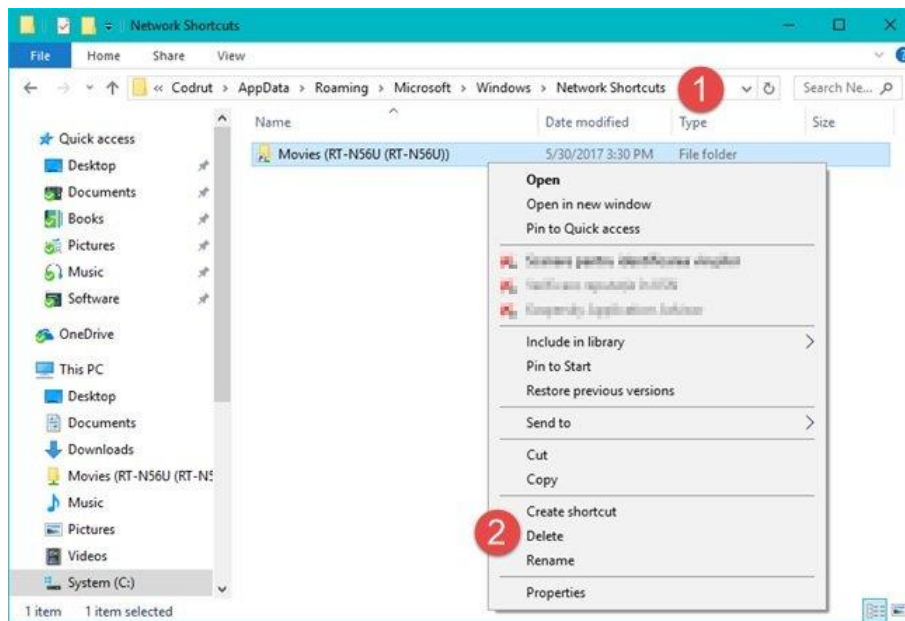 Network Shortcuts
File Home Share View
« Codrut > AppData > Roaming > Microsoft > Windows > Network Shortcuts
1
Search Ne...
Name Date modified Type Size
Movies (RT-N56U (RT-N56U)) 5/30/2017 3:30 PM File folder
Quick access
Desktop
Documents
Books
Pictures
Music
Software
OneDrive
This PC
Desktop
Documents
Downloads
Movies (RT-N56U (RT-N5
Music
Pictures
Videos
System (C:)
Open
Open in new window
Pin to Quick access
Include in library
Pin to Start
Restore previous versions
Send to
Cut
Copy
Create shortcut
2
Delete
Rename
Properties
1 item 1 item selected